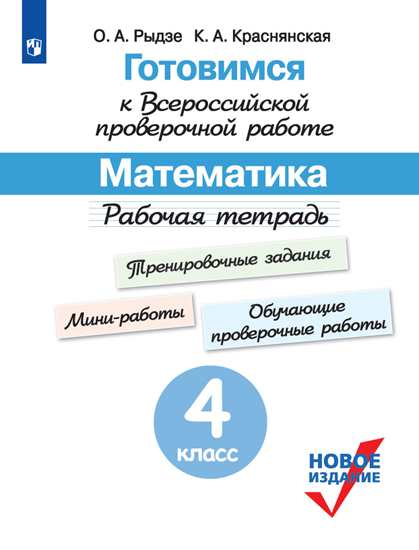 О. А. Рыдзе К. А. Краснянская
Готовимся
к Всероссийской
проверочной работе
Математика
Рабочая тетрадь
Тренировочные задания
Мини-работы
Обучающие
проверочные работы
4
класс
НОВОЕ
ИЗДАНИЕ